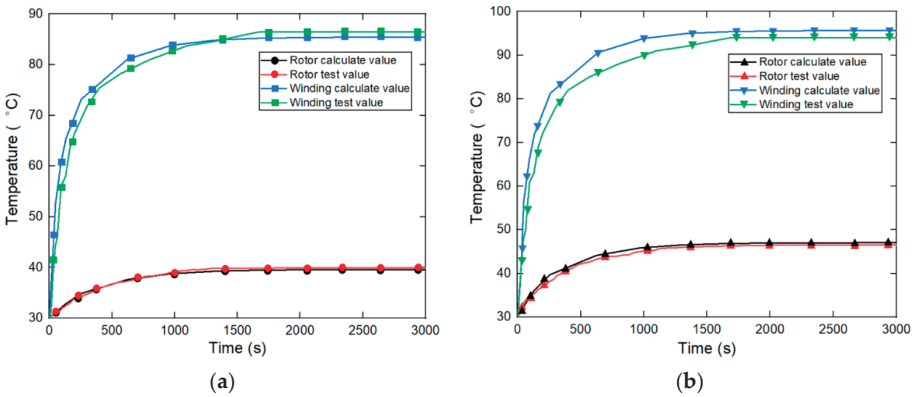 (a)
Temperature ( °C)
90
80
70
60
50
40
30
0
500
1000
1500
2000
2500
3000
Time (s)
Rotor calculate value
Rotor test value
Winding calculate value
Winding test value
(a)
(b)
Temperature ( °C)
100
90
80
70
60
50
40
30
0
500
1000
1500
2000
2500
3000
Time (s)
Rotor calculate value
Rotor test value
Winding calculate value
Winding test value
(b)